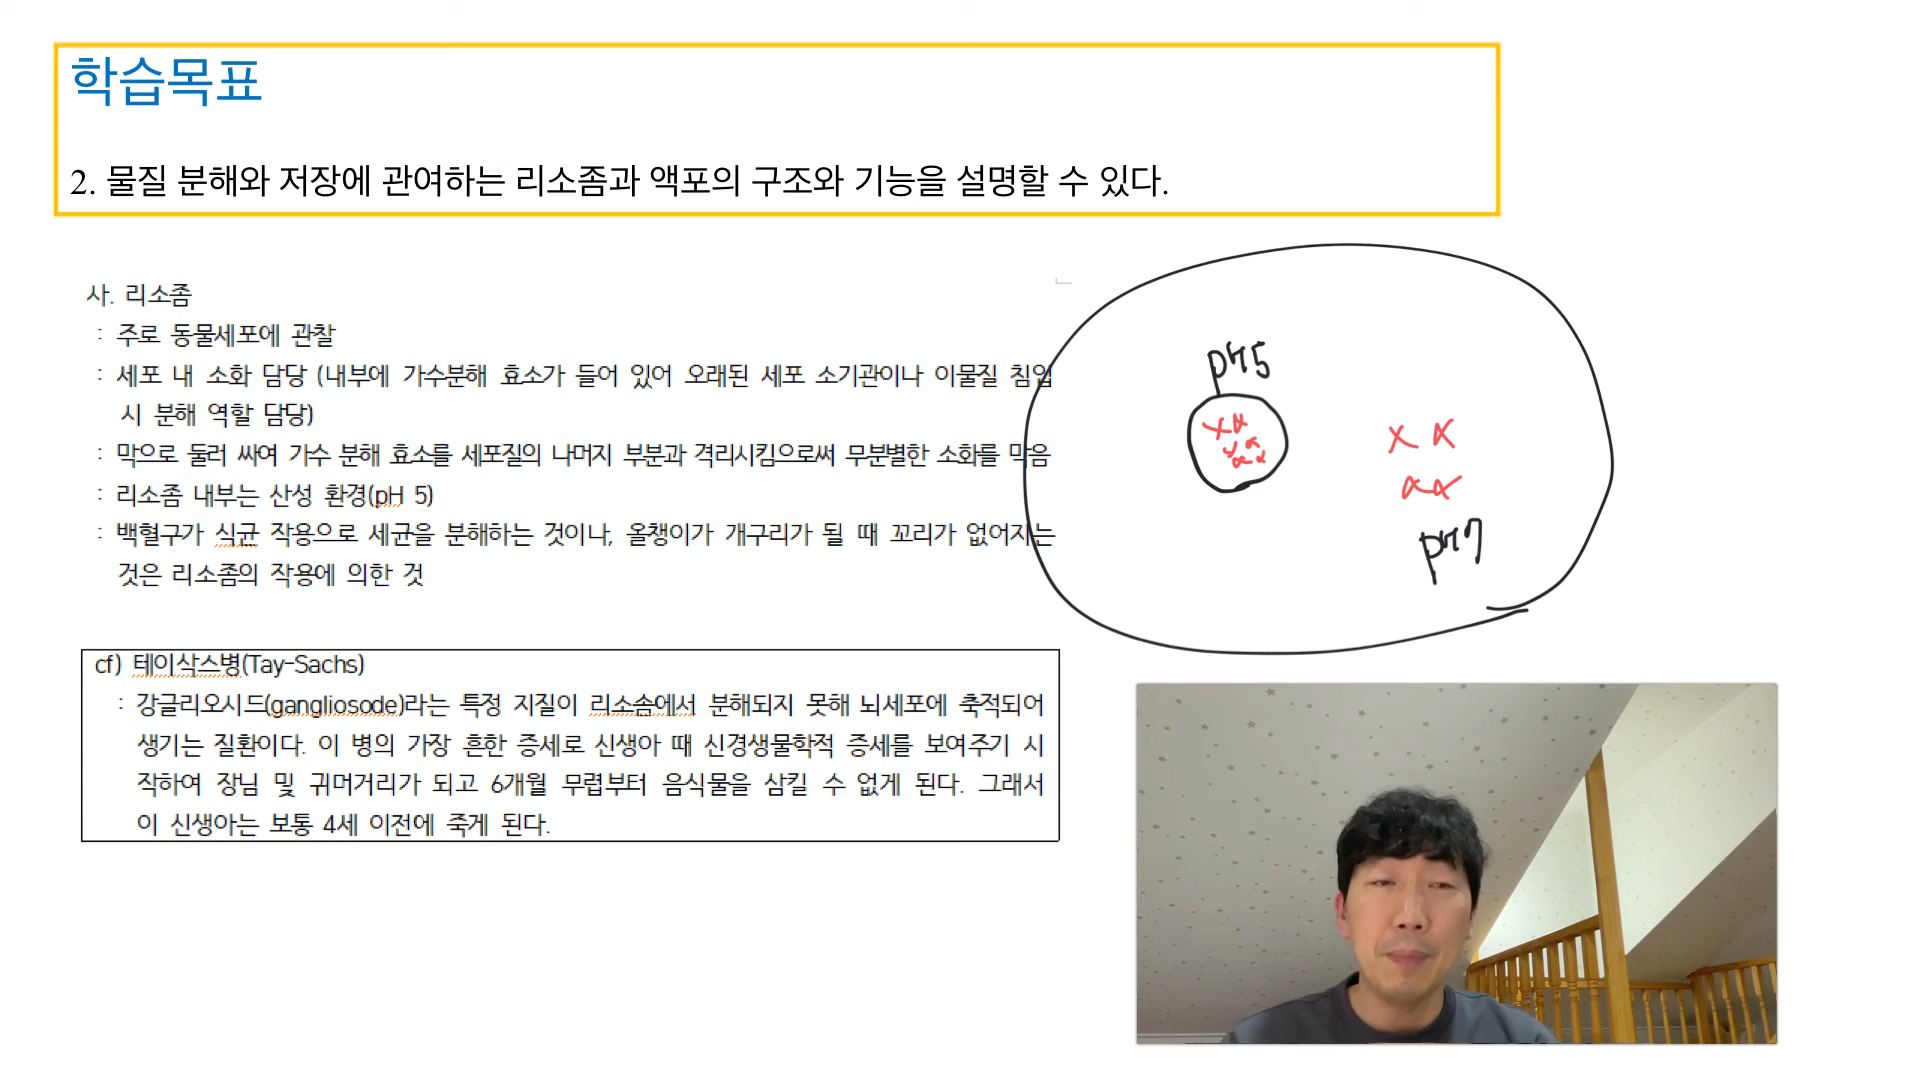 학습목표
2. 물질 분해와 저장에 관여하는 리소좀과 액포의 구조와 기능을 설명할 수 있다.
사. 리소좀
: 주로 동물세포에 관찰
: 세포 내 소화 담당 (내부에 가수분해 효소가 들어 있어 오래된 세포 소기관이나 이물질 침입
시 분해 역할 담당)
: 막으로 둘러 싸여 가수 분해 효소를 세포질의 나머지 부분과 격리시킴으로써 무분별한 소화를 막음
: 리소좀 내부는 산성 환경(pH 5)
: 백혈구가 식균 작용으로 세균을 분해하는 것이나, 올챙이가 개구리가 될 때 꼬리가 없어지는
것은 리소좀의 작용에 의한 것
pH 5
pH 7
cf) 테이삭스병(Tay-Sachs)
: 강글리오시드(gangliosode)라는 특정 지질이 리소솜에서 분해되지 못해 뇌세포에 축적되어
생기는 질환이다. 이 병의 가장 흔한 증세로 신생아 때 신경생물학적 증세를 보여주기 시
작하여 장님 및 귀머거리가 되고 6개월 무렵부터 음식물을 삼킬 수 없게 된다. 그래서
이 신생아는 보통 4세 이전에 죽게 된다.